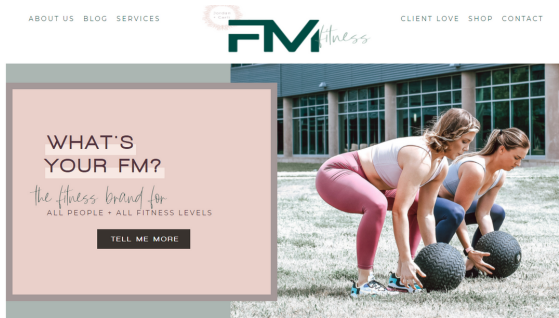 ABOUT US BLOG SERVICES
FM fitness
CLIENT LOVE SHOP CONTACT
WHAT'S
YOUR FM?
the fitness brand for
ALL PEOPLE + ALL FITNESS LEVELS
TELL ME MORE